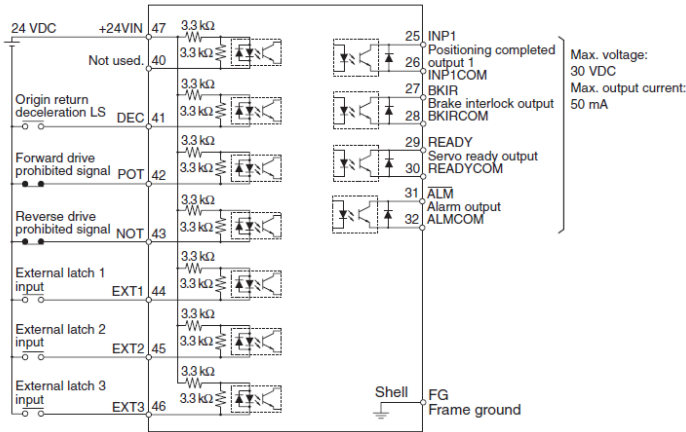 24 VDC
+24VIN 47
3.3 kΩ
3.3 kΩ
Not used. 40
3.3 kΩ
3.3 kΩ
Origin return
deceleration LS
DEC 41
3.3 kΩ
3.3 kΩ
Forward drive
prohibited signal POT 42
3.3 kΩ
3.3 kΩ
Reverse drive
prohibited signal NOT 43
3.3 kΩ
3.3 kΩ
External latch 1
input
EXT1 44
3.3 kΩ
3.3 kΩ
External latch 2
input
EXT2 45
3.3 kΩ
3.3 kΩ
External latch 3
input
EXT3 46
25 INP1
Positioning completed
output 1
26 INP1COM
27 BKIR
Brake interlock output
28 BKIRCOM
29 READY
Servo ready output
30 READYCOM
31 ALM
Alarm output
32 ALMCOM
Max. voltage:
30 VDC
Max. output current:
50 mA
Shell FG
Frame ground